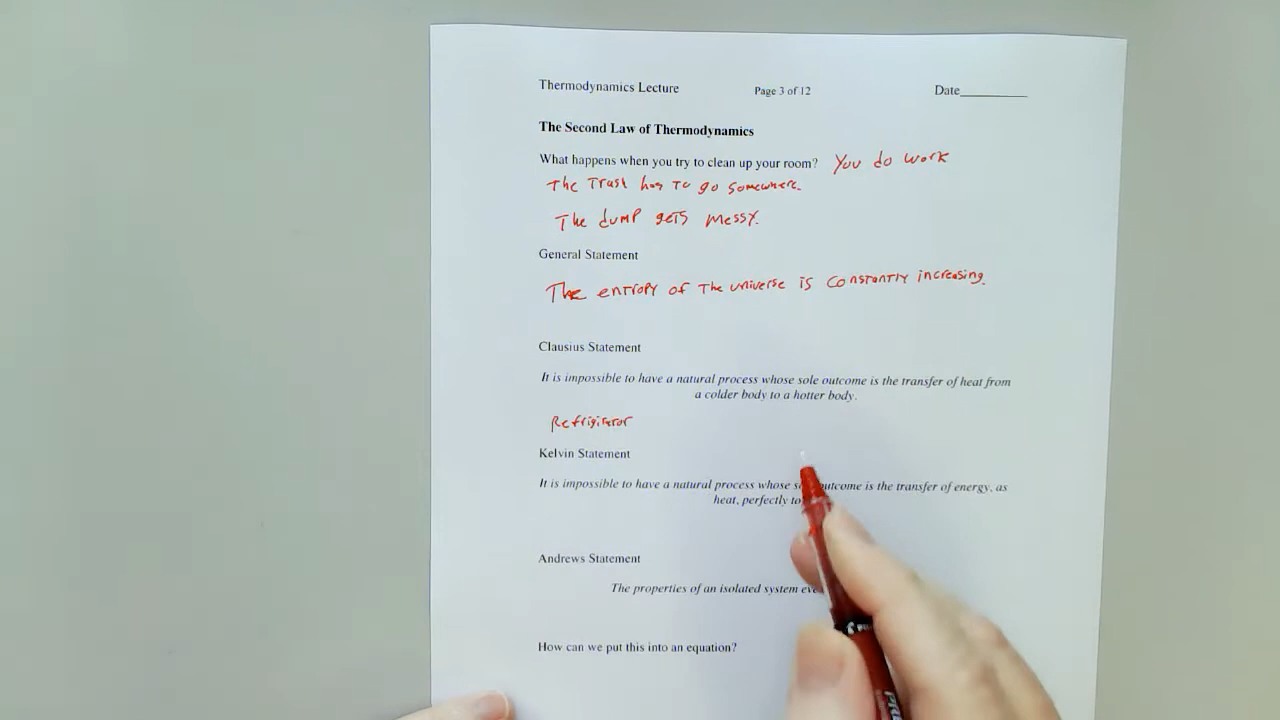 Thermodynamics Lecture Page 3 of 12 Date________
The Second Law of Thermodynamics
What happens when you try to clean up your room? You do work
The Trash has To go somewhere.
The dump gets messy.
General Statement
The entropy of The universe is constantly increasing.
Clausius Statement
It is impossible to have a natural process whose sole outcome is the transfer of heat from
a colder body to a hotter body.
Refrigirator
Kelvin Statement
It is impossible to have a natural process whose outcome is the transfer of energy, as
heat, perfectly to
Andrews Statement
The properties of an isolated system
How can we put this into an equation?